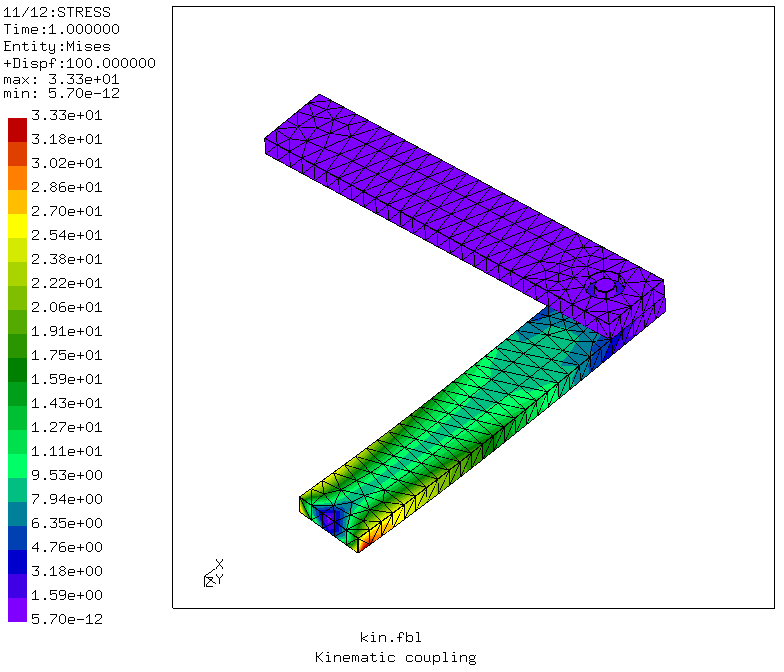 11/12:STRESS
Time:1.000000
Entity:Mises
+Dispf:100.000000
max: 3.33e+01
min: 5.70e-12
3.33e+01
3.18e+01
3.02e+01
2.86e+01
2.70e+01
2.54e+01
2.38e+01
2.22e+01
2.06e+01
1.91e+01
1.75e+01
1.59e+01
1.43e+01
1.27e+01
1.11e+01
9.53e+00
7.94e+00
6.35e+00
4.76e+00
3.18e+00
1.59e+00
5.70e-12
X
Z Y
kin.fbl
Kinematic coupling